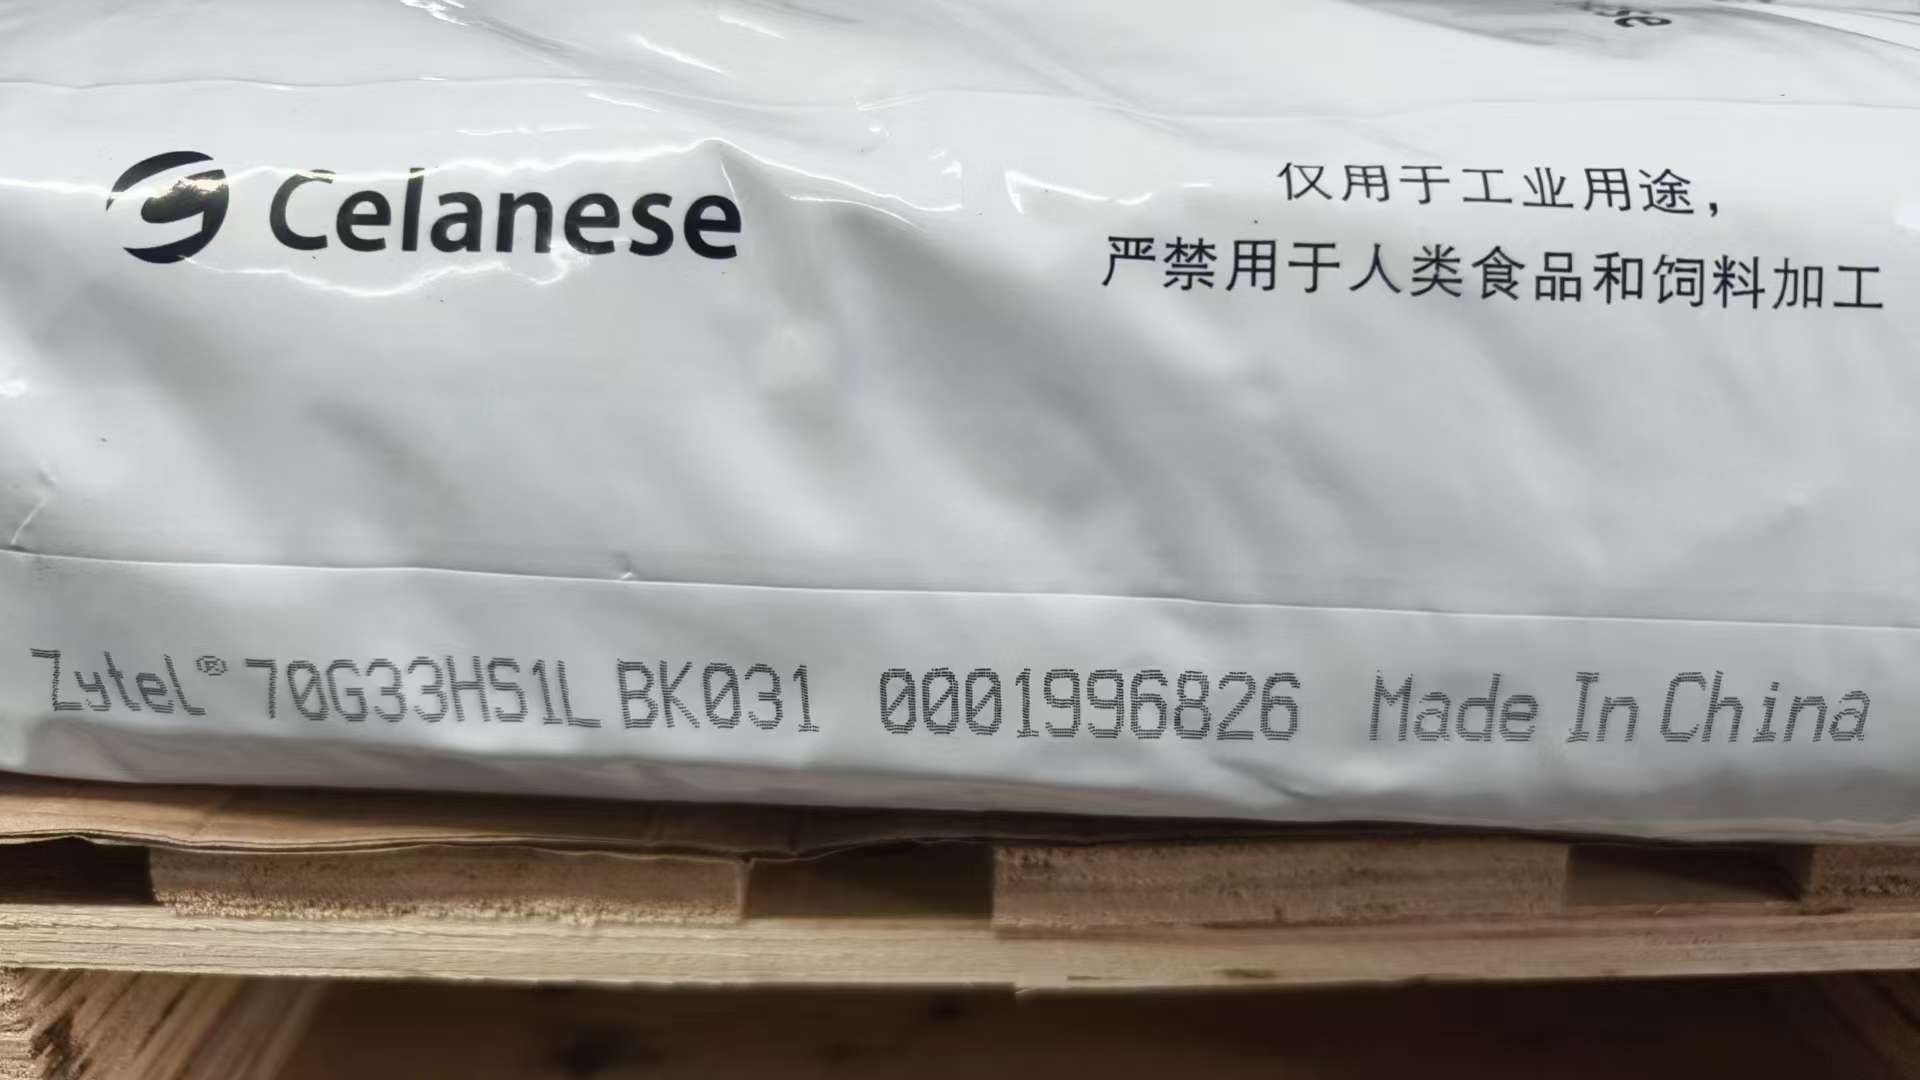 Celanese
仅用于工业用途，
严禁用于人类食品和饲料加工
Zytel® 70G33HS1L BK031 0001996826 Made In China